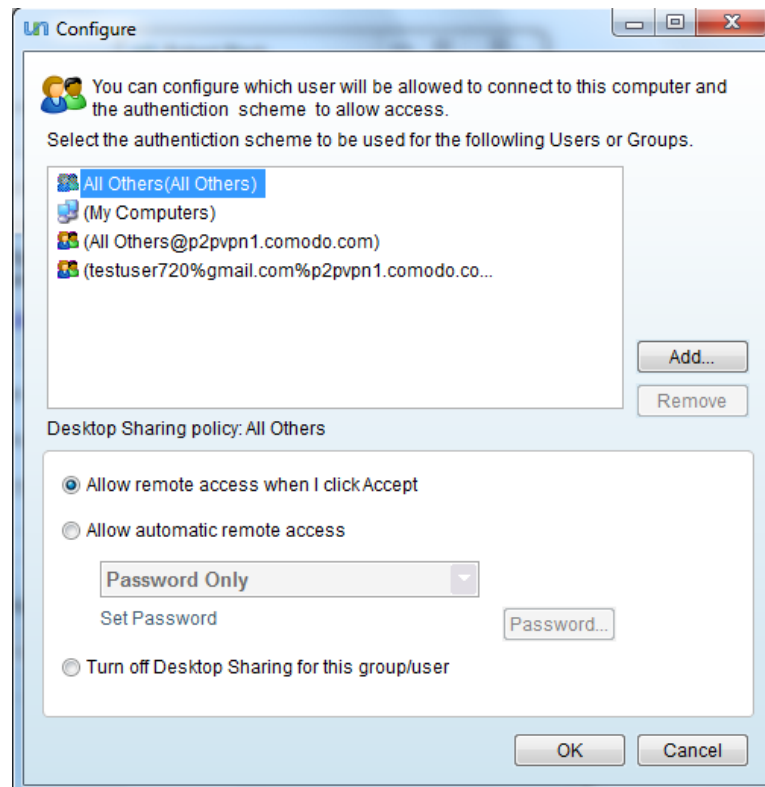 Configure
You can configure which user will be allowed to connect to this computer and
the authentiction scheme to allow access.
Select the authentiction scheme to be used for the followling Users or Groups.
All Others(All Others)
(My Computers)
(All Others@p2pvpn1.comodo.com)
(testuser720%gmail.com%p2pvpn1.comodo.co...
Add...
Remove
Desktop Sharing policy: All Others
Allow remote access when I click Accept
Allow automatic remote access
Password Only
Set Password
Password...
Turn off Desktop Sharing for this group/user
OK
Cancel